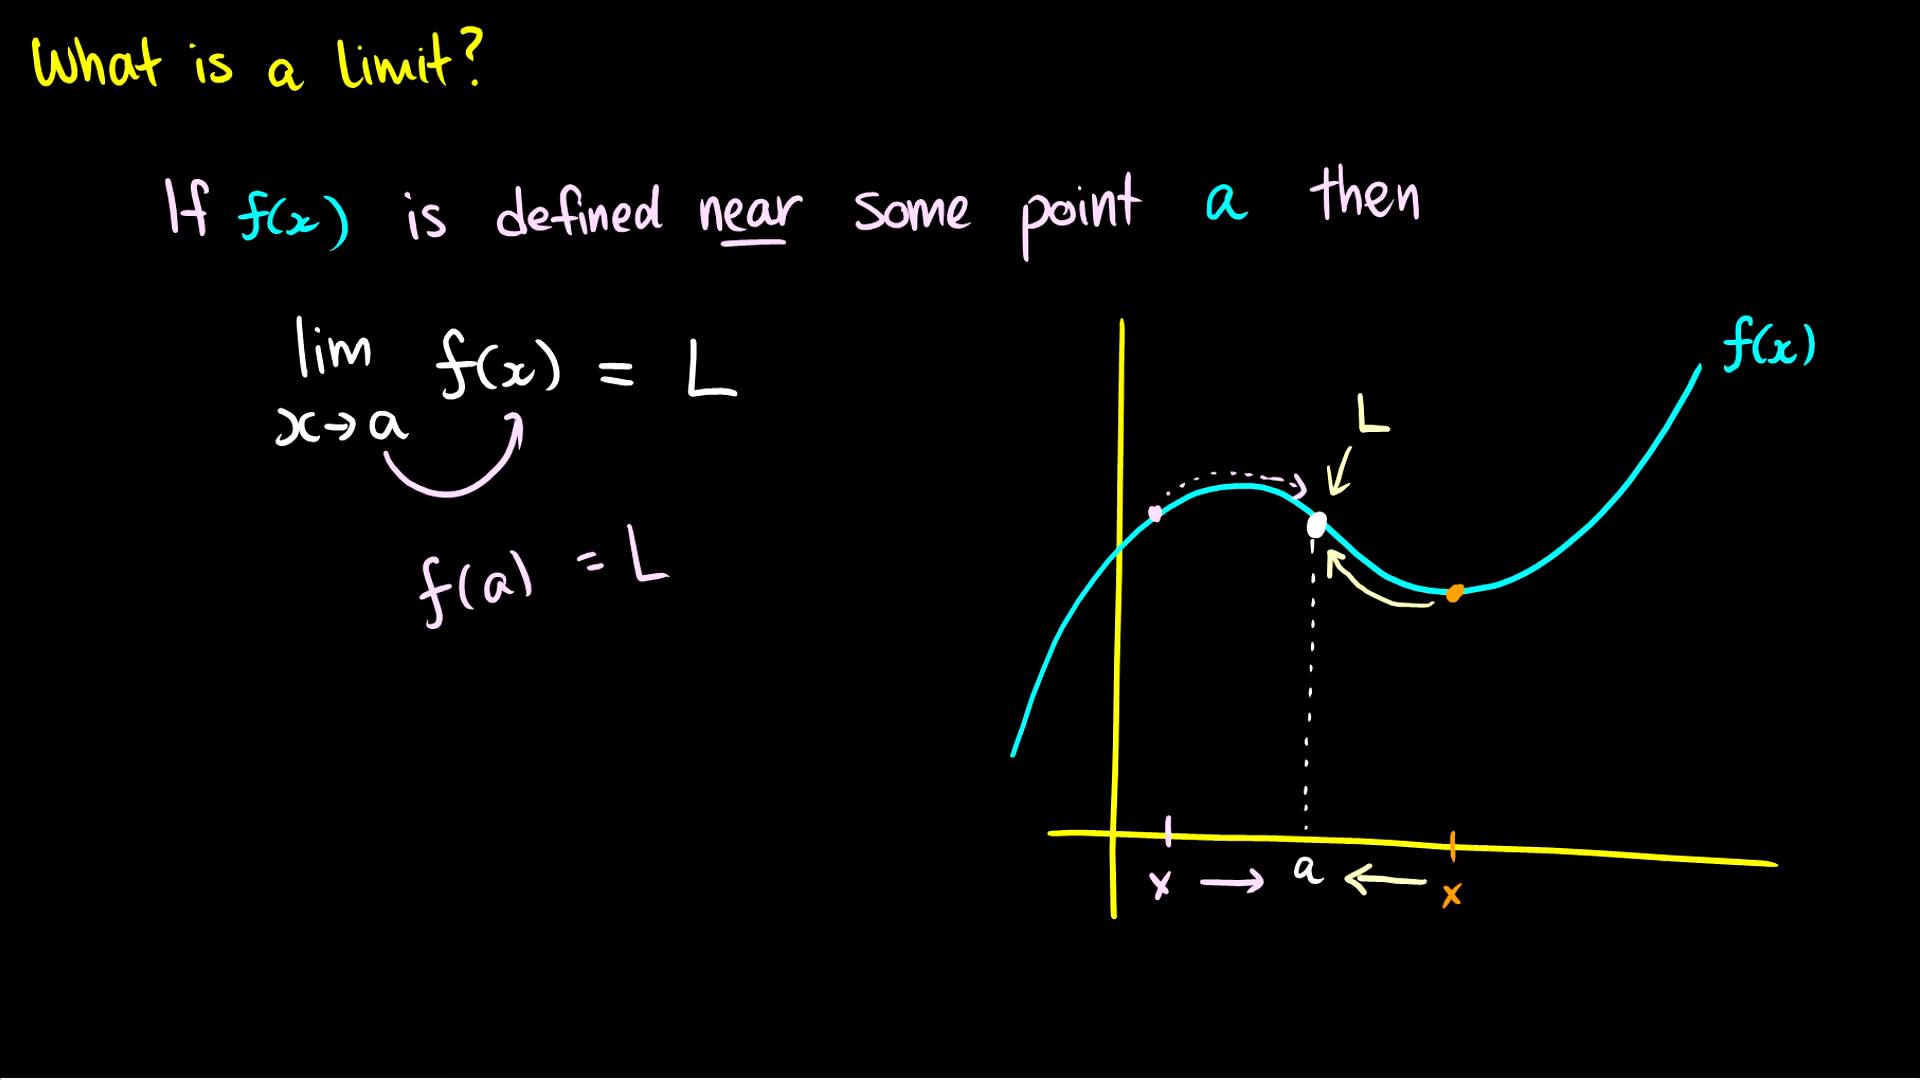 What is a limit?
If f(x) is defined near some point a then
lim f(x) = L
x→a
f(a) = L
f(x)
L
x → a ← x